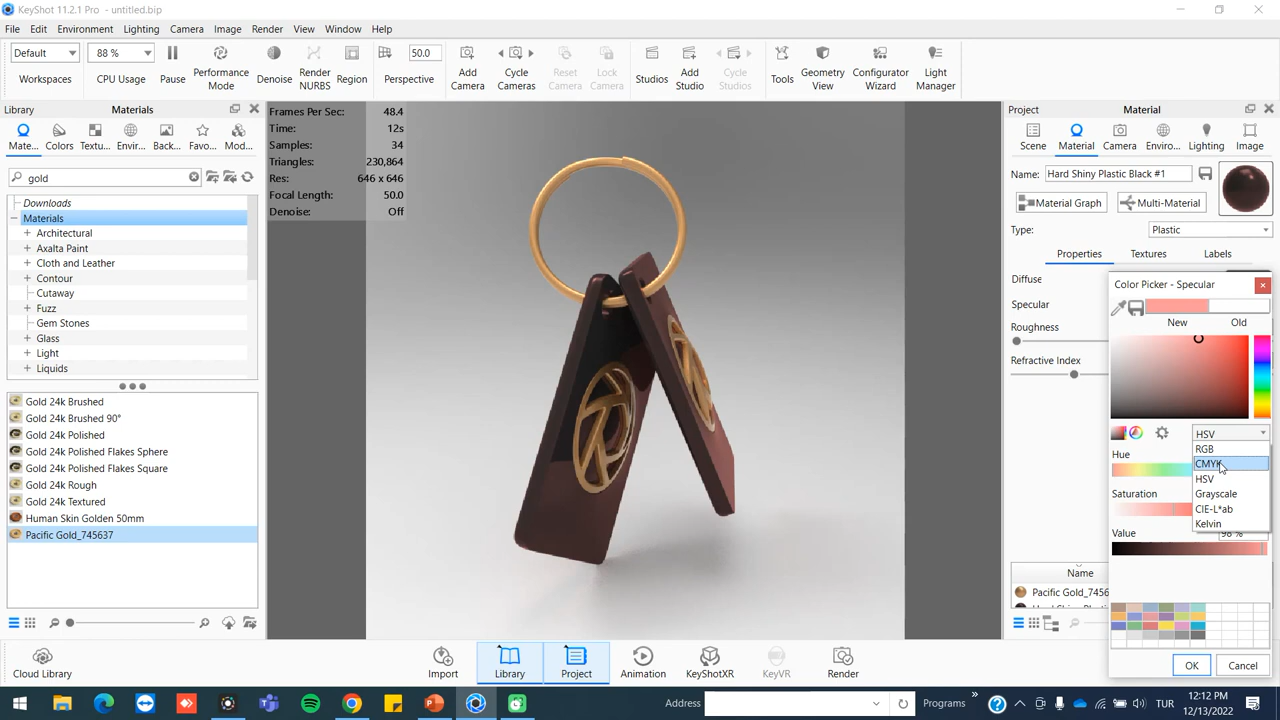 KeyShot 11.2.1 Pro - untitled.bip
File Edit Environment Lighting Camera Image Render View Window Help
Default 88 % 50.0
Workspaces CPU Usage Pause Performance Mode Denoise Render NURBS Region Perspective Add Camera Cycle Cameras Reset Camera Lock Camera Studios Add Studio Cycle Studios Tools Geometry View Configurator Wizard Light Manager
Library Materials
Mate... Colors Textu... Envir... Back... Favo... Mod...
gold
Downloads
Materials
Architectural
Axalta Paint
Cloth and Leather
Contour
Cutaway
Fuzz
Gem Stones
Glass
Light
Liquids
Gold 24k Brushed
Gold 24k Brushed 90°
Gold 24k Polished
Gold 24k Polished Flakes Sphere
Gold 24k Polished Flakes Square
Gold 24k Rough
Gold 24k Textured
Human Skin Golden 50mm
Pacific Gold_745637
Frames Per Sec: 48.4
Time: 12s
Samples: 34
Triangles: 230,864
Res: 646 x 646
Focal Length: 50.0
Denoise: Off
Project Material
Scene Material Camera Enviro... Lighting Image
Name: Hard Shiny Plastic Black #1
Material Graph Multi-Material
Type: Plastic
Properties Textures Labels
Diffuse
Specular
Roughness
Refractive Index
Name
Pacific Gold_7456
Color Picker - Specular
New Old
HSV
RGB
CMYK
HSV
Grayscale
CIE-L*ab
Kelvin
Hue
Saturation
Value 98 %
OK Cancel
Cloud Library Import Library Project Animation KeyShotXR KeyVR Render
Address Programs TUR 12:12 PM
12/13/2022